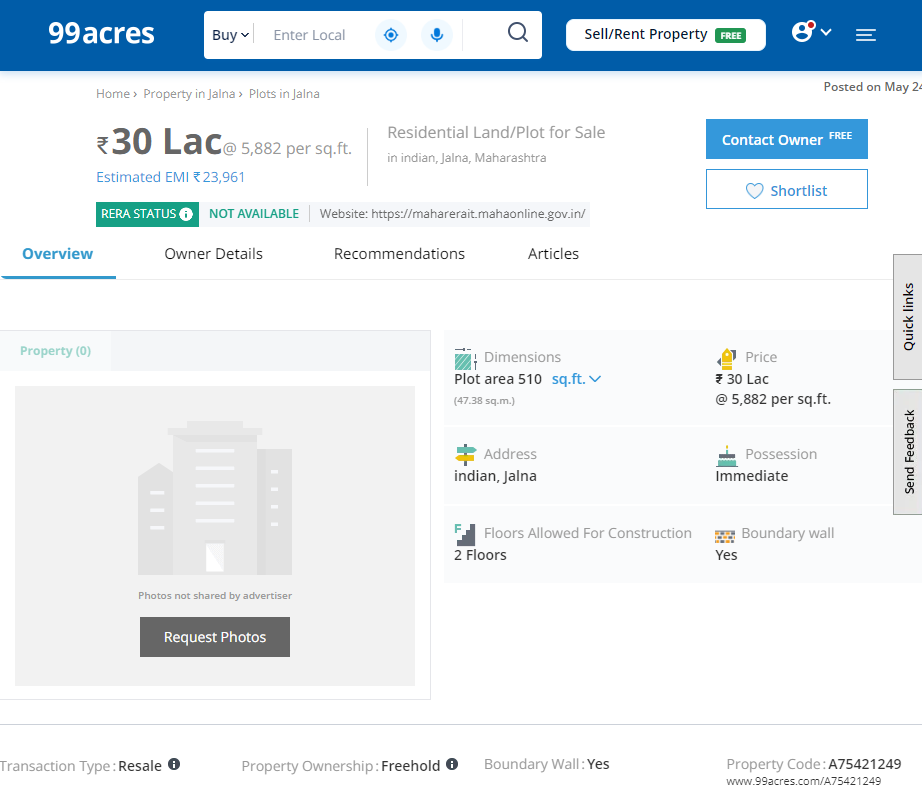 99acres
Buy
Enter Local
Sell/Rent Property FREE
Posted on May 24
Home › Property in Jalna › Plots in Jalna
₹ 30 Lac @ 5,882 per sq.ft.
Estimated EMI ₹ 23,961
Residential Land/Plot for Sale
in indian, Jalna, Maharashtra
Contact Owner FREE
Shortlist
RERA STATUS i NOT AVAILABLE Website: https://maharerait.mahaonline.gov.in/
Overview Owner Details Recommendations Articles
Quick links
Send Feedback
Property (0)
Photos not shared by advertiser
Request Photos
Dimensions
Plot area 510 sq.ft.
(47.38 sq.m.)
Price
₹ 30 Lac
@ 5,882 per sq.ft.
Address
indian, Jalna
Possession
Immediate
F Floors Allowed For Construction
2 Floors
Boundary wall
Yes
Transaction Type : Resale i
Property Ownership : Freehold i
Boundary Wall : Yes
Property Code : A75421249
www.99acres.com/A75421249